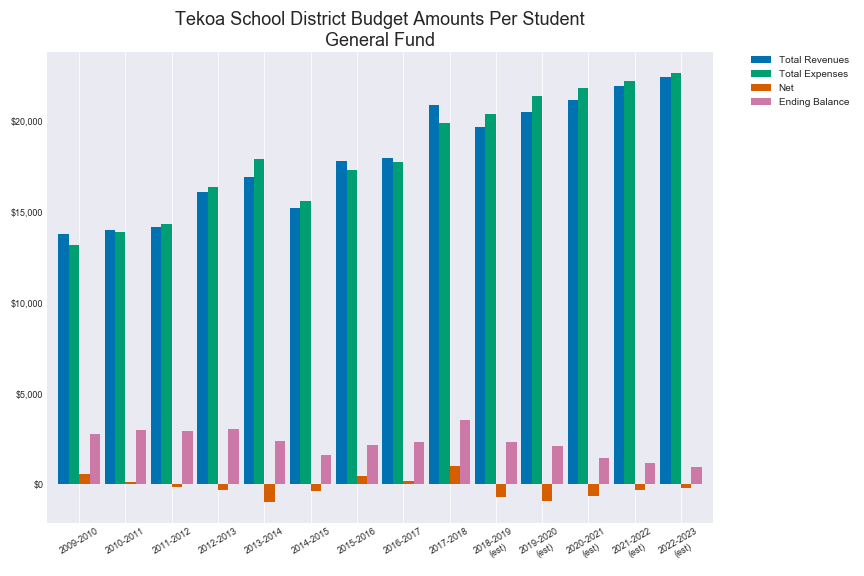 Tekoa School District Budget Amounts Per Student
General Fund
Total Revenues
Total Expenses
Net
Ending Balance
$20,000
$15,000
$10,000
$5,000
$0
2009-2010
2010-2011
2011-2012
2012-2013
2013-2014
2014-2015
2015-2016
2016-2017
2017-2018
2018-2019
(est)
2019-2020
(est)
2020-2021
(est)
2021-2022
(est)
2022-2023
(est)